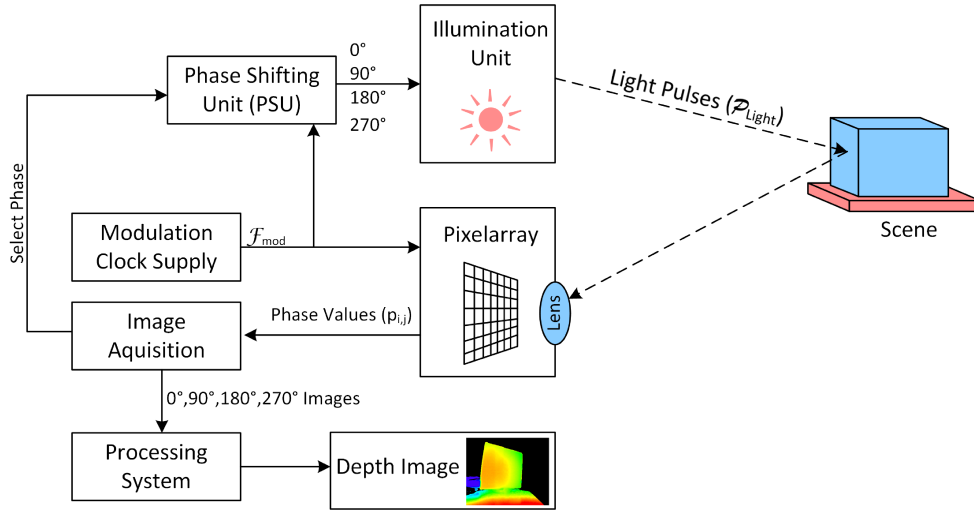 Illumination
Unit
0°
90°
180°
270°
Phase Shifting
Unit (PSU)
Light Pulses (𝓟Light)
Select Phase
Scene
Modulation
Clock Supply
ℱmod
Pixelarray
Lens
Image
Aquisition
Phase Values (pi,j)
0°,90°,180°,270° Images
Processing
System
Depth Image